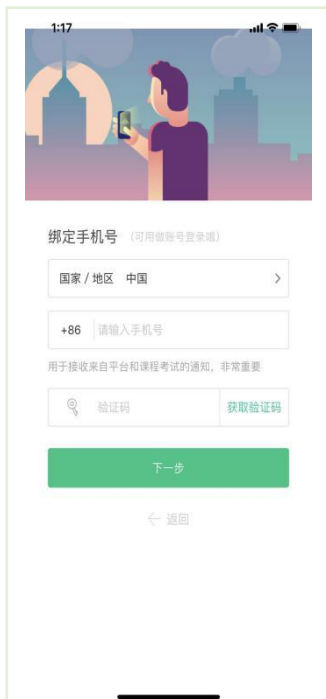 1:17
绑定手机号 (可用做账号登录哦)
国家 / 地区 中国
+86 请输入手机号
用于接收来自平台和课程考试的通知，非常重要
验证码 获取验证码
下一步
← 返回